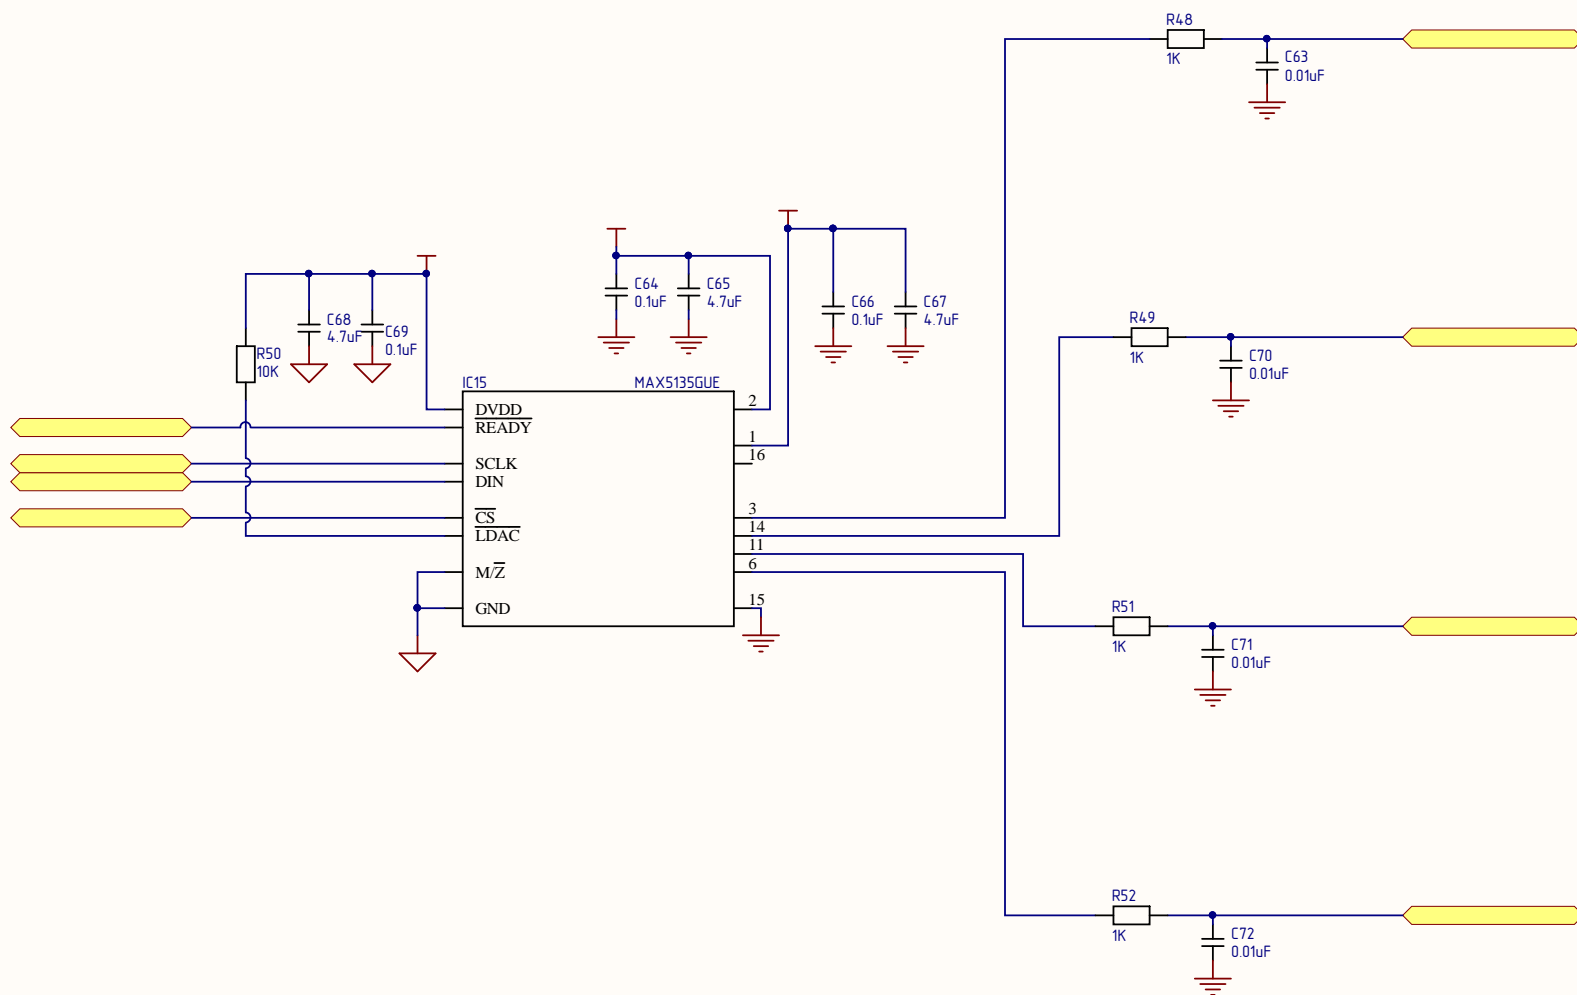 R48
1K
C63
0.01uF
C64
0.1uF
C65
4.7uF
C66
0.1uF
C67
4.7uF
C68
4.7uF
C69
0.1uF
R50
10K
R49
1K
C70
0.01uF
IC15
MAX5135GUE
DVDD
READY
SCLK
DIN
CS
LDAC
M/Z
GND
2
1
16
3
14
11
6
15
R51
1K
C71
0.01uF
R52
1K
C72
0.01uF